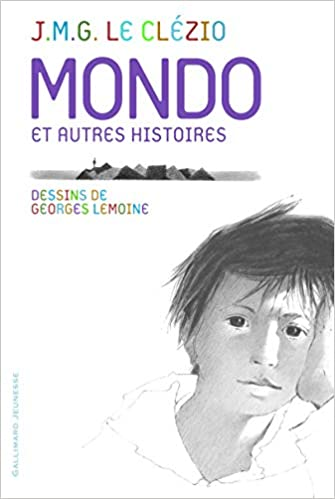 J.M.G. LE CLÉZIO
MONDO
ET AUTRES HISTOIRES
DESSINS DE
GEORGES LEMOINE
GALLIMARD JEUNESSE